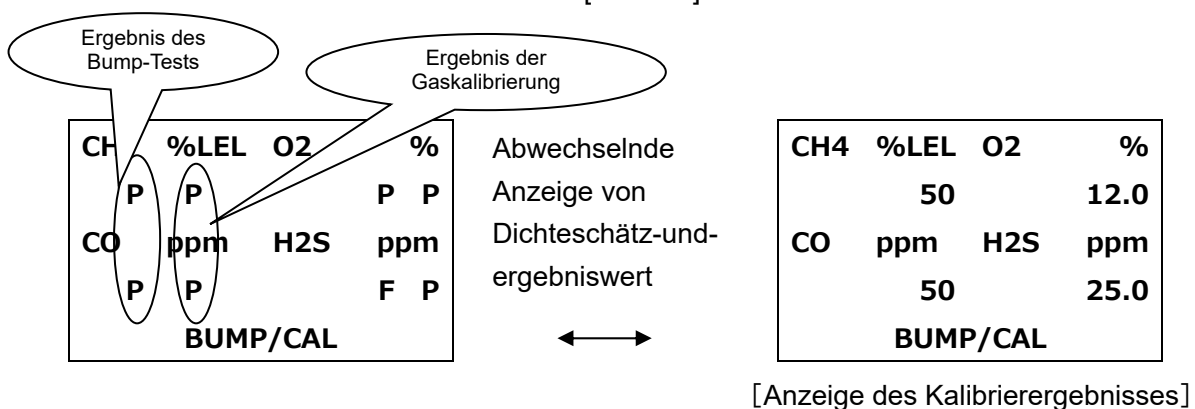 Ergebnis des
Bump-Tests
Ergebnis der
Gaskalibrierung
CH %LEL O2 %
P P P P
CO ppm H2S ppm
P P F P
BUMP/CAL
Abwechselnde
Anzeige von
Dichteschätz-und-
ergebniswert
CH4 %LEL O2 %
50 12.0
CO ppm H2S ppm
50 25.0
BUMP/CAL
[Anzeige des Kalibrierergebnisses]